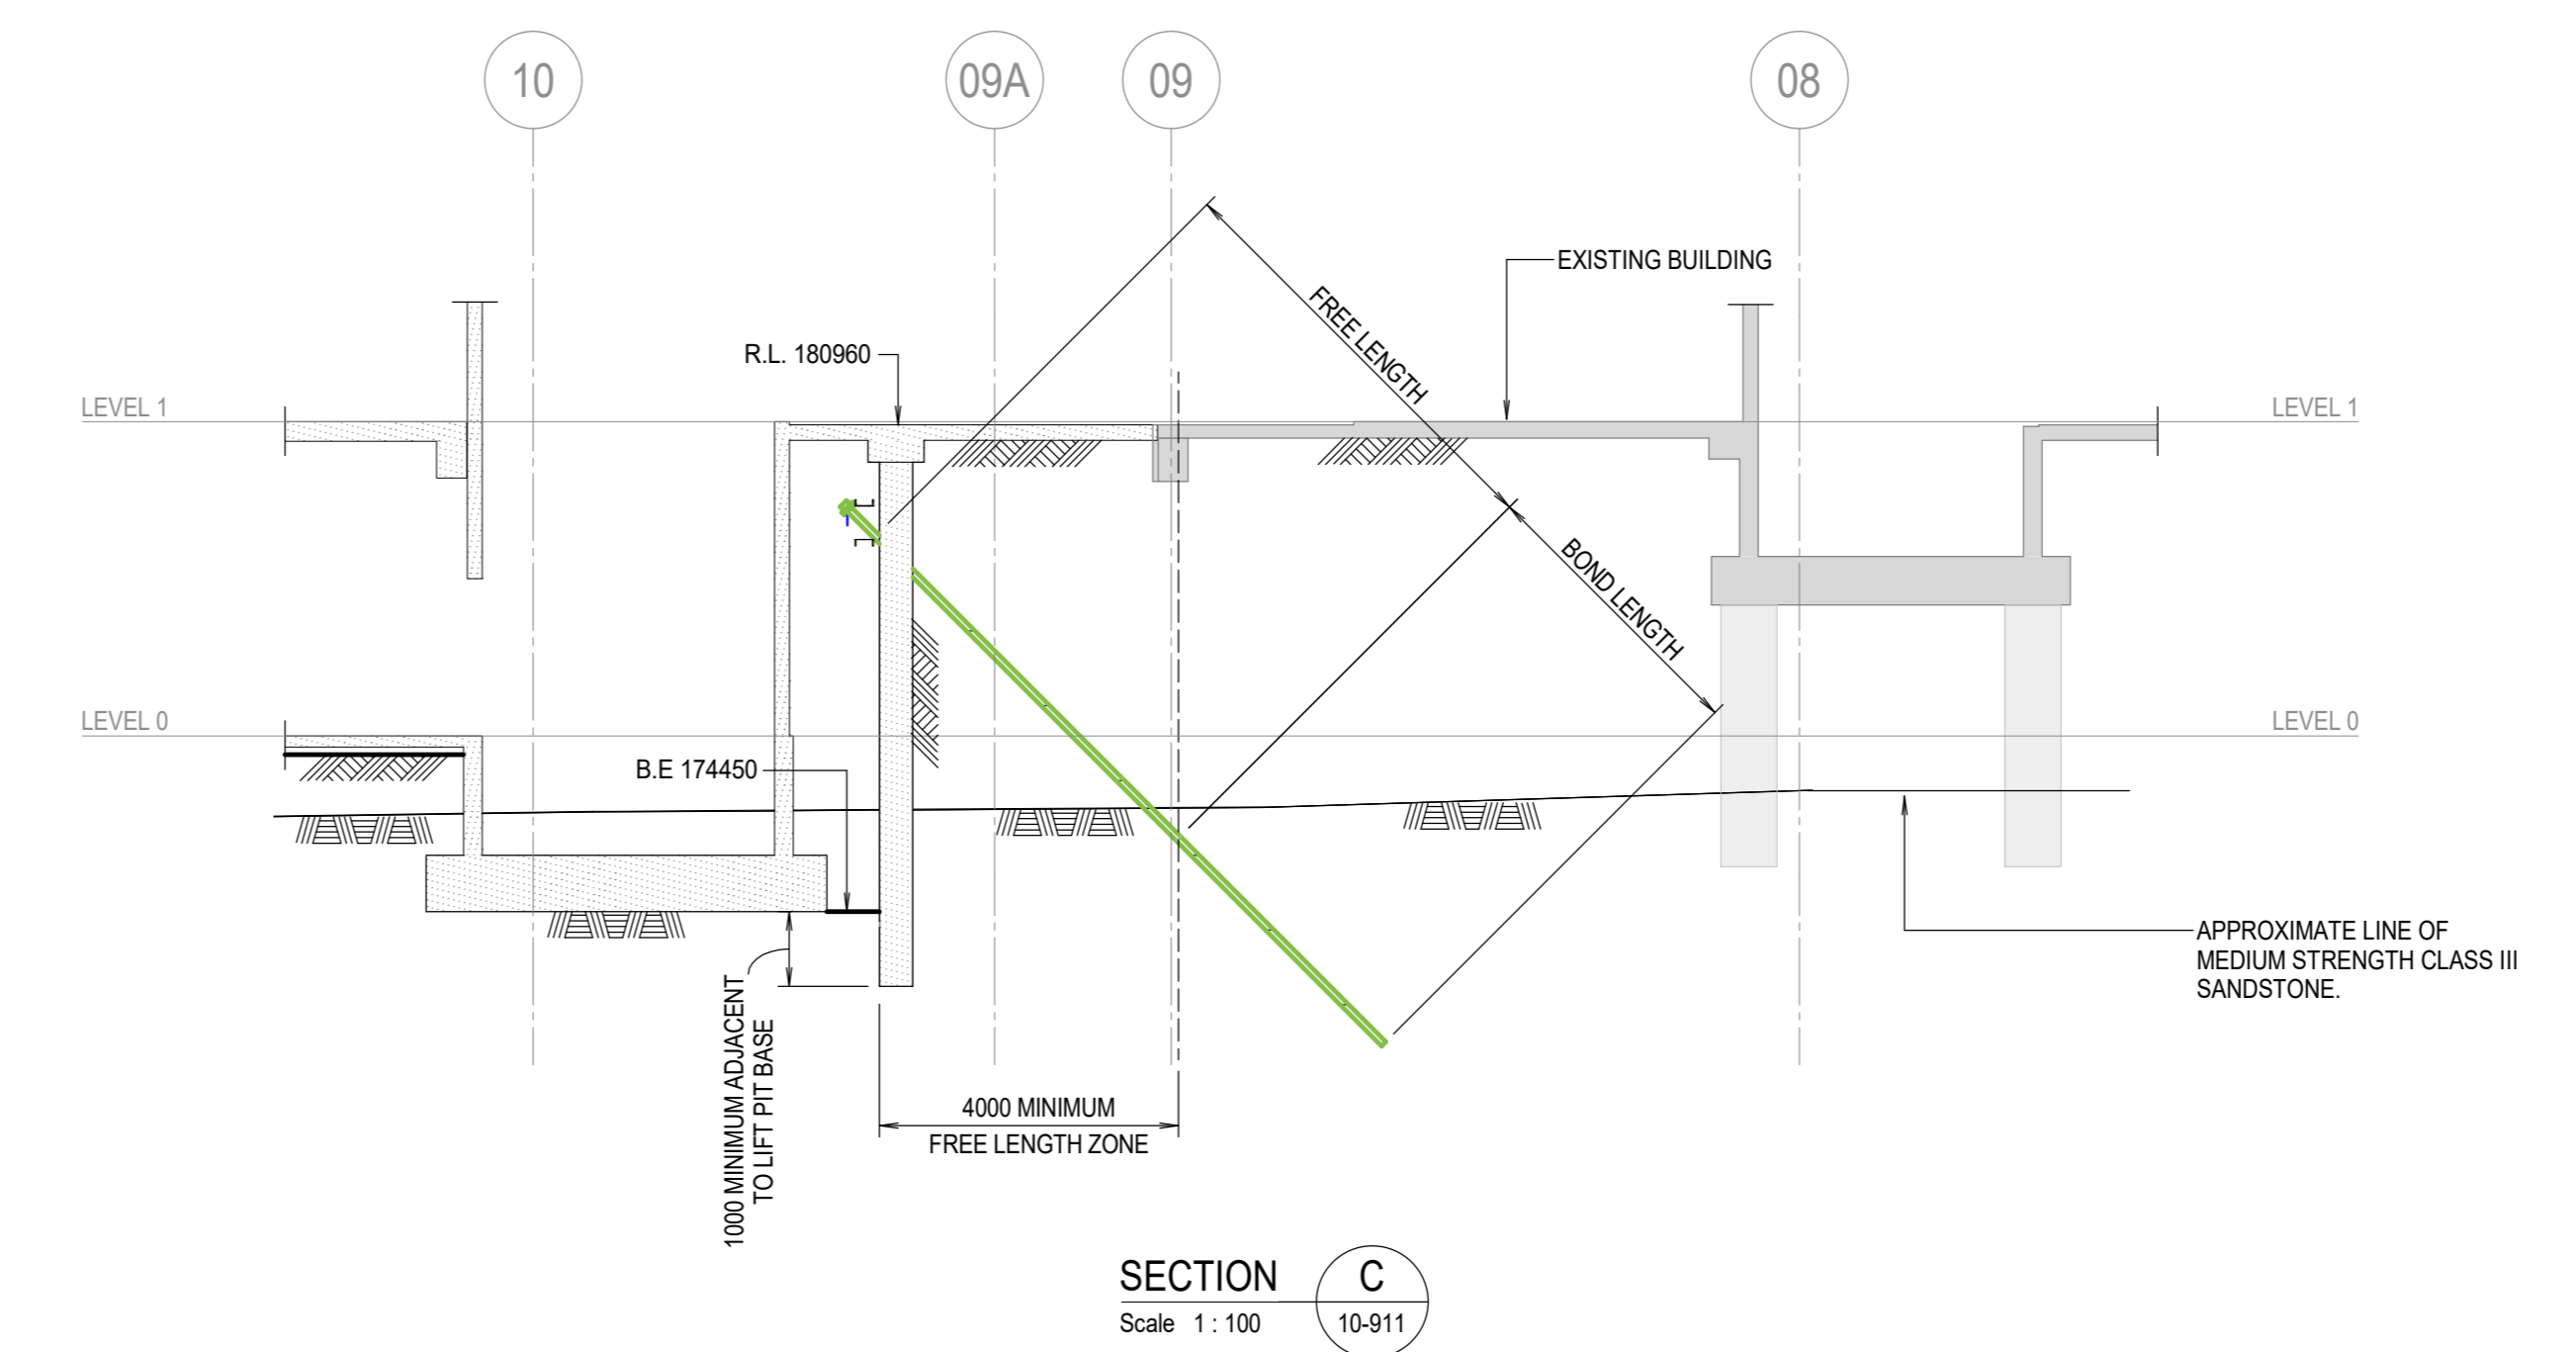 10
09A
09
08
EXISTING BUILDING
FREE LENGTH
R.L. 180960
LEVEL 1
LEVEL 1
BOND LENGTH
LEVEL 0
LEVEL 0
B.E 174450
APPROXIMATE LINE OF
MEDIUM STRENGTH CLASS III
SANDSTONE.
1000 MINIMUM ADJACENT
TO LIFT PIT BASE
4000 MINIMUM
FREE LENGTH ZONE
SECTION C
Scale 1 : 100 10-911